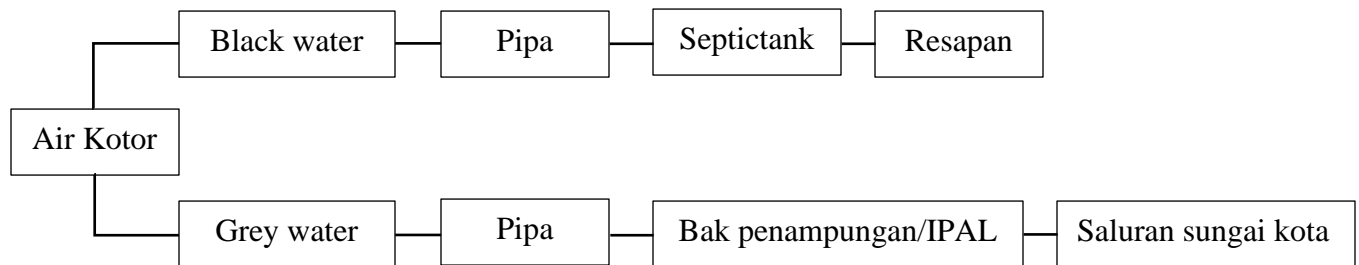 Black water
Pipa
Septictank
Resapan
Air Kotor
Grey water
Pipa
Bak penampungan/IPAL
Saluran sungai kota